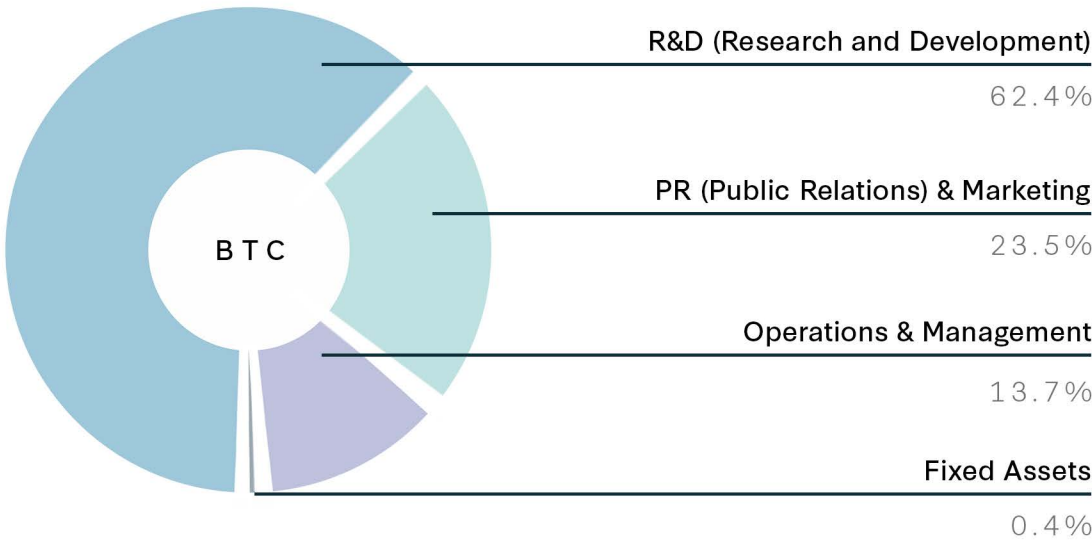 R&D (Research and Development)
62.4%
PR (Public Relations) & Marketing
23.5%
BTC
Operations & Management
13.7%
Fixed Assets
0.4%